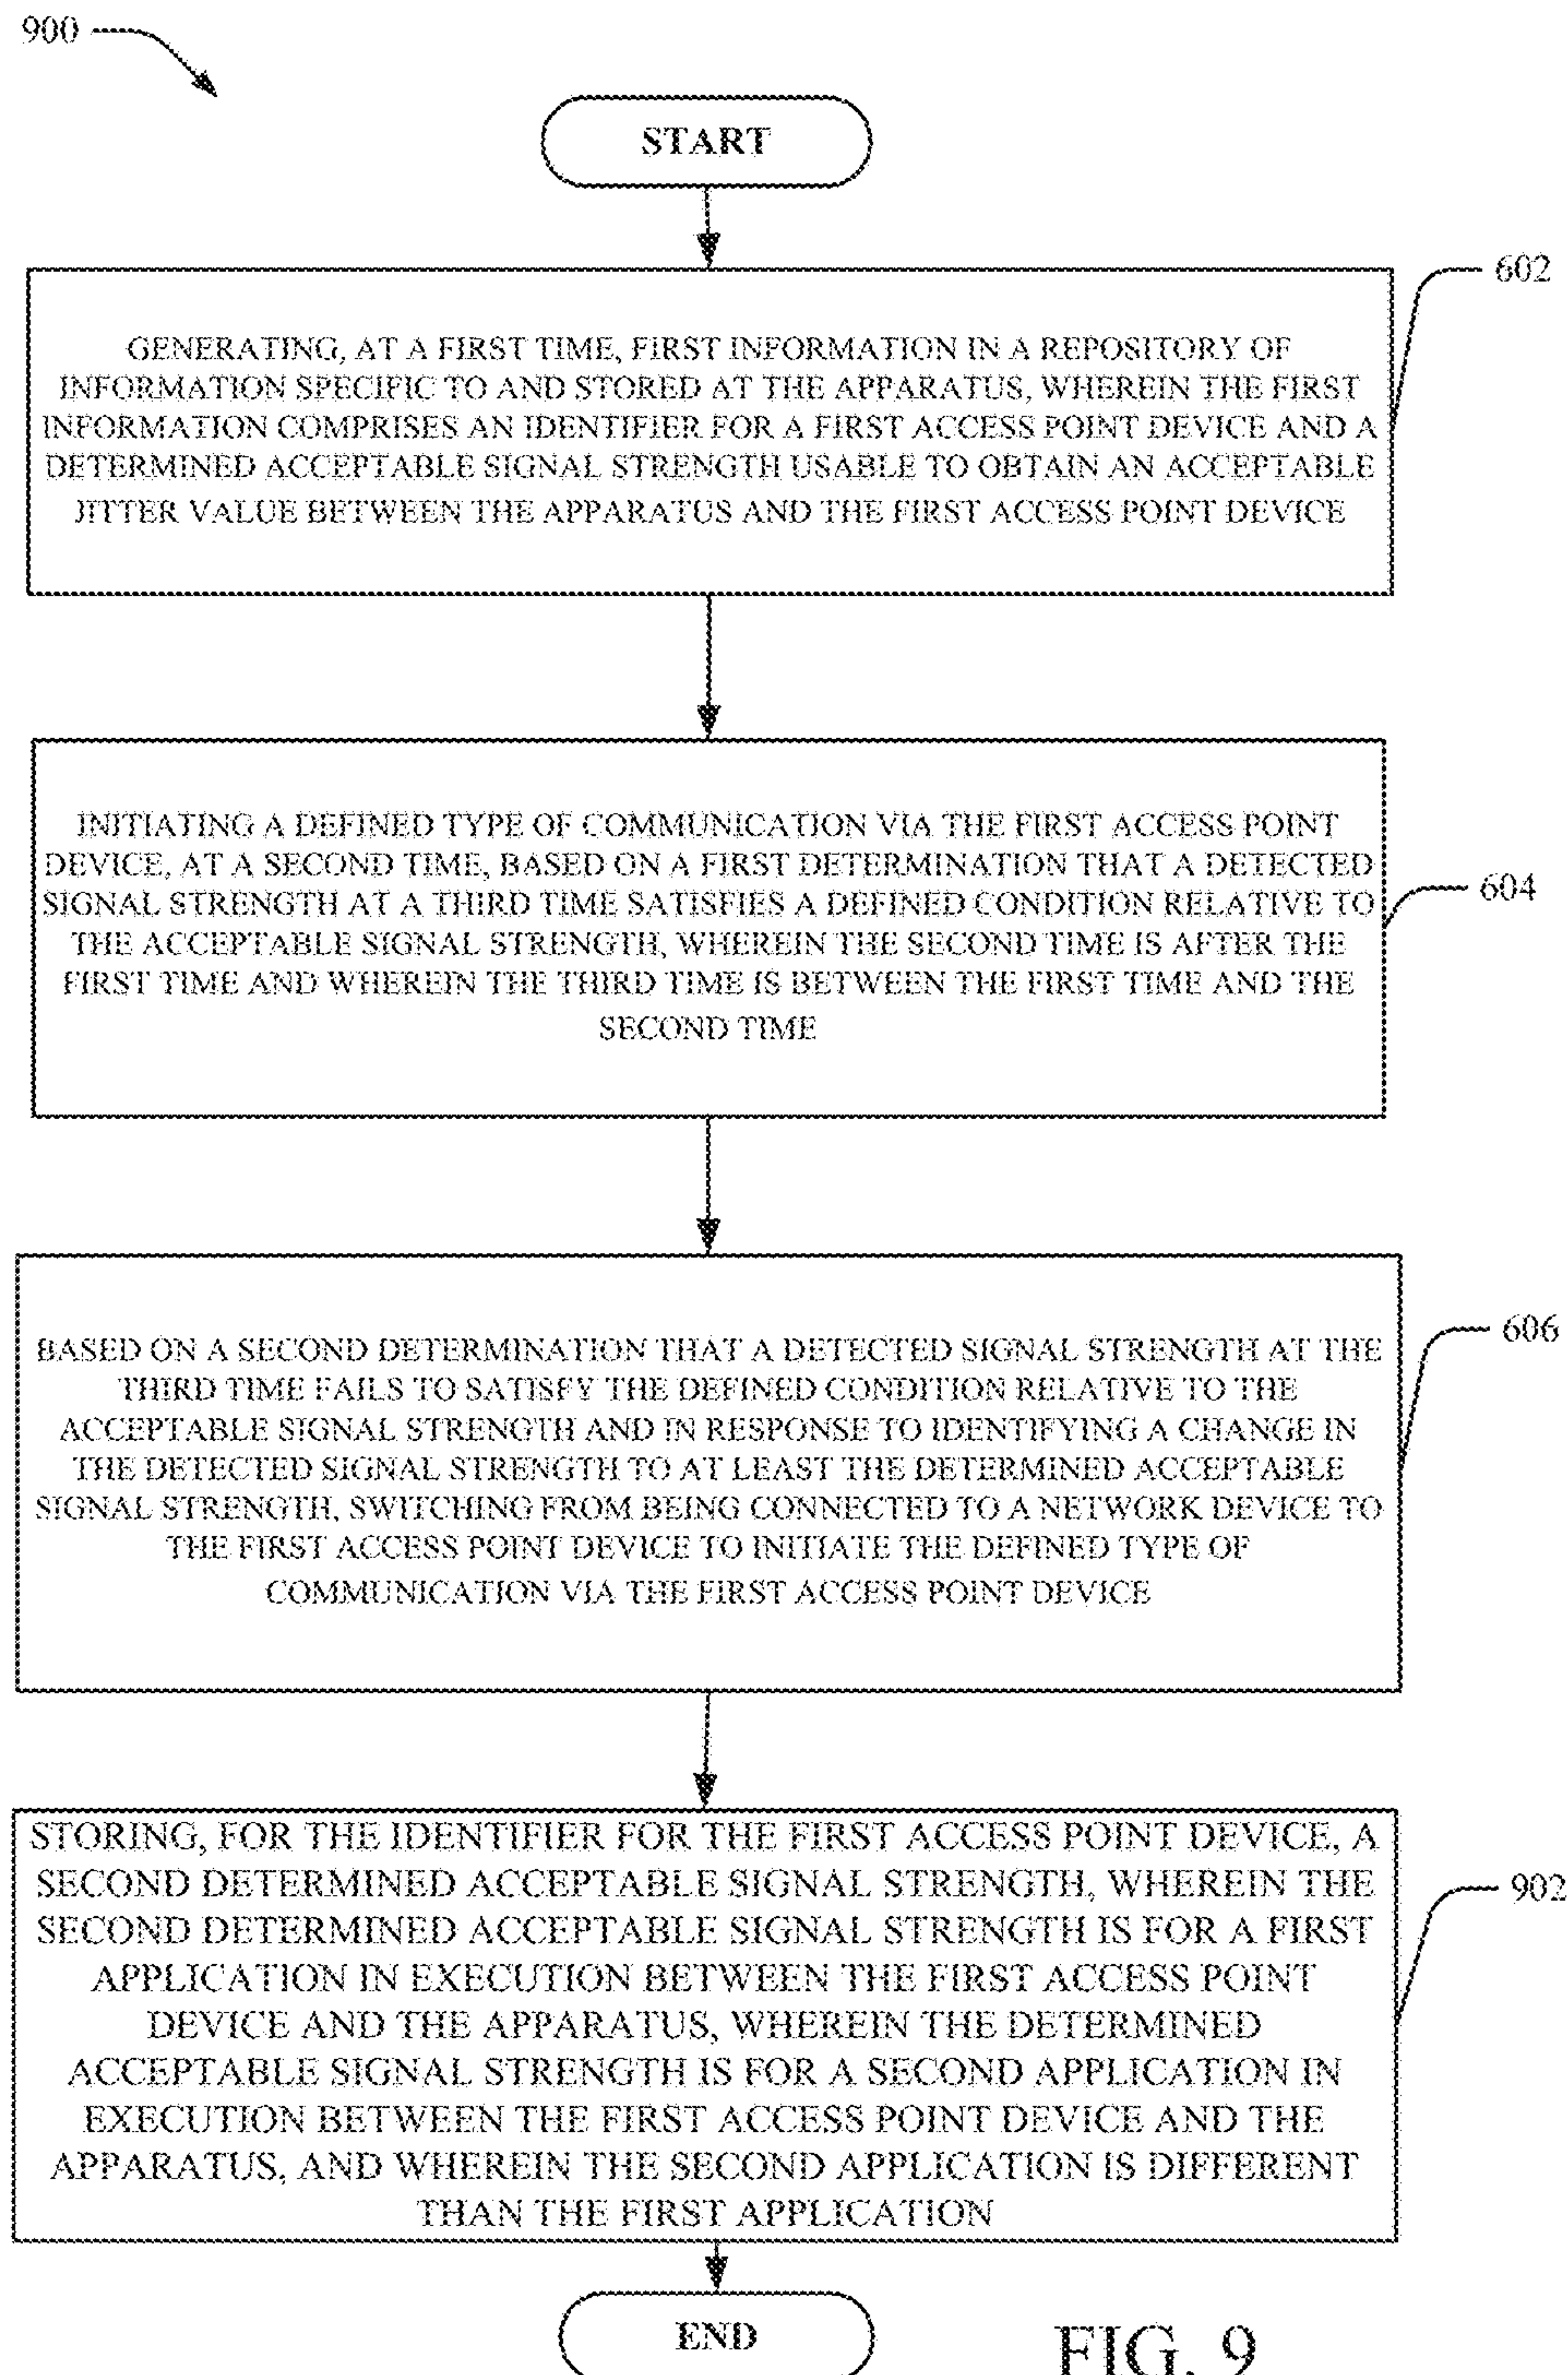 900
START
602
GENERATING, AT A FIRST TIME, FIRST INFORMATION IN A REPOSITORY OF
INFORMATION SPECIFIC TO AND STORED AT THE APPARATUS, WHEREIN THE FIRST
INFORMATION COMPRISES AN IDENTIFIER FOR A FIRST ACCESS POINT DEVICE AND A
DETERMINED ACCEPTABLE SIGNAL STRENGTH USABLE TO OBTAIN AN ACCEPTABLE
JITTER VALUE BETWEEN THE APPARATUS AND THE FIRST ACCESS POINT DEVICE
INITIATING A DEFINED TYPE OF COMMUNICATION VIA THE FIRST ACCESS POINT
DEVICE, AT A SECOND TIME, BASED ON A FIRST DETERMINATION THAT A DETECTED
SIGNAL STRENGTH AT A THIRD TIME SATISFIES A DEFINED CONDITION RELATIVE TO
THE ACCEPTABLE SIGNAL STRENGTH, WHEREIN THE SECOND TIME IS AFTER THE
FIRST TIME AND WHEREIN THE THIRD TIME IS BETWEEN THE FIRST TIME AND THE
SECOND TIME
604
BASED ON A SECOND DETERMINATION THAT A DETECTED SIGNAL STRENGTH AT THE
THIRD TIME FAILS TO SATISFY THE DEFINED CONDITION RELATIVE TO THE
ACCEPTABLE SIGNAL STRENGTH AND IN RESPONSE TO IDENTIFYING A CHANGE IN
THE DETECTED SIGNAL STRENGTH TO AT LEAST THE DETERMINED ACCEPTABLE
SIGNAL STRENGTH, SWITCHING FROM BEING CONNECTED TO A NETWORK DEVICE TO
THE FIRST ACCESS POINT DEVICE TO INITIATE THE DEFINED TYPE OF
COMMUNICATION VIA THE FIRST ACCESS POINT DEVICE
606
STORING, FOR THE IDENTIFIER FOR THE FIRST ACCESS POINT DEVICE, A
SECOND DETERMINED ACCEPTABLE SIGNAL STRENGTH, WHEREIN THE
SECOND DETERMINED ACCEPTABLE SIGNAL STRENGTH IS FOR A FIRST
APPLICATION IN EXECUTION BETWEEN THE FIRST ACCESS POINT
DEVICE AND THE APPARATUS, WHEREIN THE DETERMINED
ACCEPTABLE SIGNAL STRENGTH IS FOR A SECOND APPLICATION IN
EXECUTION BETWEEN THE FIRST ACCESS POINT DEVICE AND THE
APPARATUS, AND WHEREIN THE SECOND APPLICATION IS DIFFERENT
THAN THE FIRST APPLICATION
902
END
FIG. 9